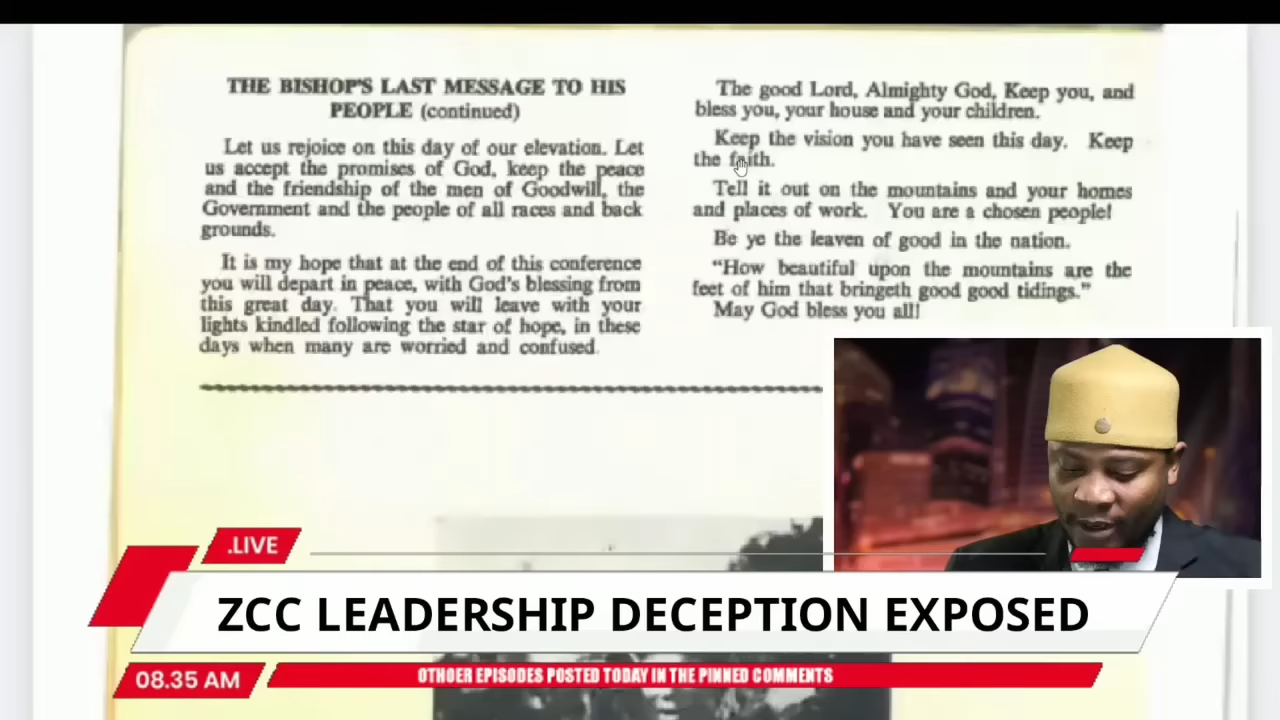 THE BISHOP'S LAST MESSAGE TO HIS
PEOPLE (continued)
Let us rejoice on this day of our elevation. Let
us accept the promises of God, keep the peace
and the friendship of the men of Goodwill, the
Government and the people of all races and back
grounds.
It is my hope that at the end of this conference
you will depart in peace, with God's blessing from
this great day. That you will leave with your
lights kindled following the star of hope, in these
days when many are worried and confused.
The good Lord, Almighty God, Keep you, and
bless you, your house and your children.
Keep the vision you have seen this day. Keep
the faith.
Tell it out on the mountains and your homes
and places of work. You are a chosen people!
Be ye the leaven of good in the nation.
“How beautiful upon the mountains are the
feet of him that bringeth good good tidings.”
May God bless you all!
.LIVE
ZCC LEADERSHIP DECEPTION EXPOSED
08.35 AM
OTHOER EPISODES POSTED TODAY IN THE PINNED COMMENTS